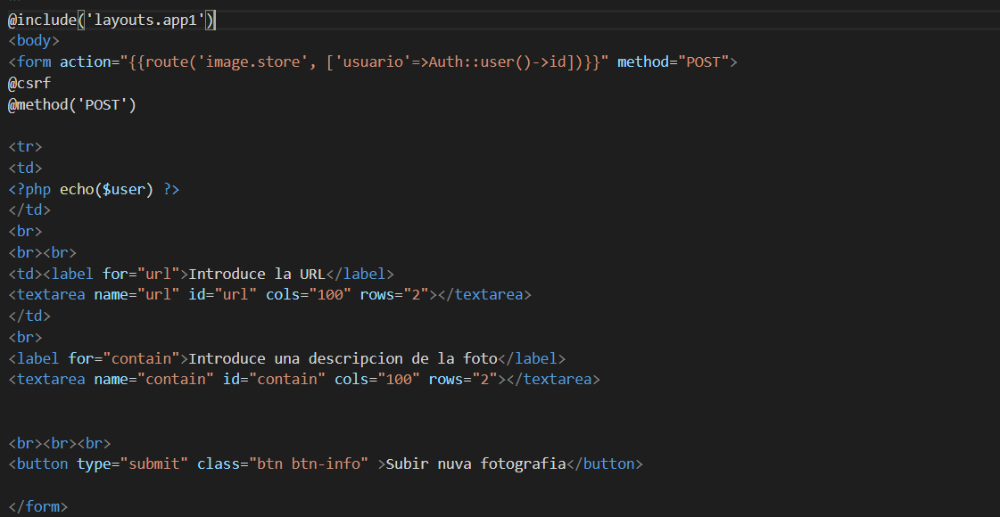 @include('layouts.app1')
<body>
<form action="{{route('image.store', ['usuario'=>Auth::user()->id])}}" method="POST">
@csrf
@method('POST')
<tr>
<td>
<?php echo($user) ?>
</td>
<br>
<br><br>
<td><label for="url">Introduce la URL</label>
<textarea name="url" id="url" cols="100" rows="2"></textarea>
</td>
<br>
<label for="contain">Introduce una descripcion de la foto</label>
<textarea name="contain" id="contain" cols="100" rows="2"></textarea>
<br><br><br>
<button type="submit" class="btn btn-info" >Subir nuva fotografia</button>
</form>